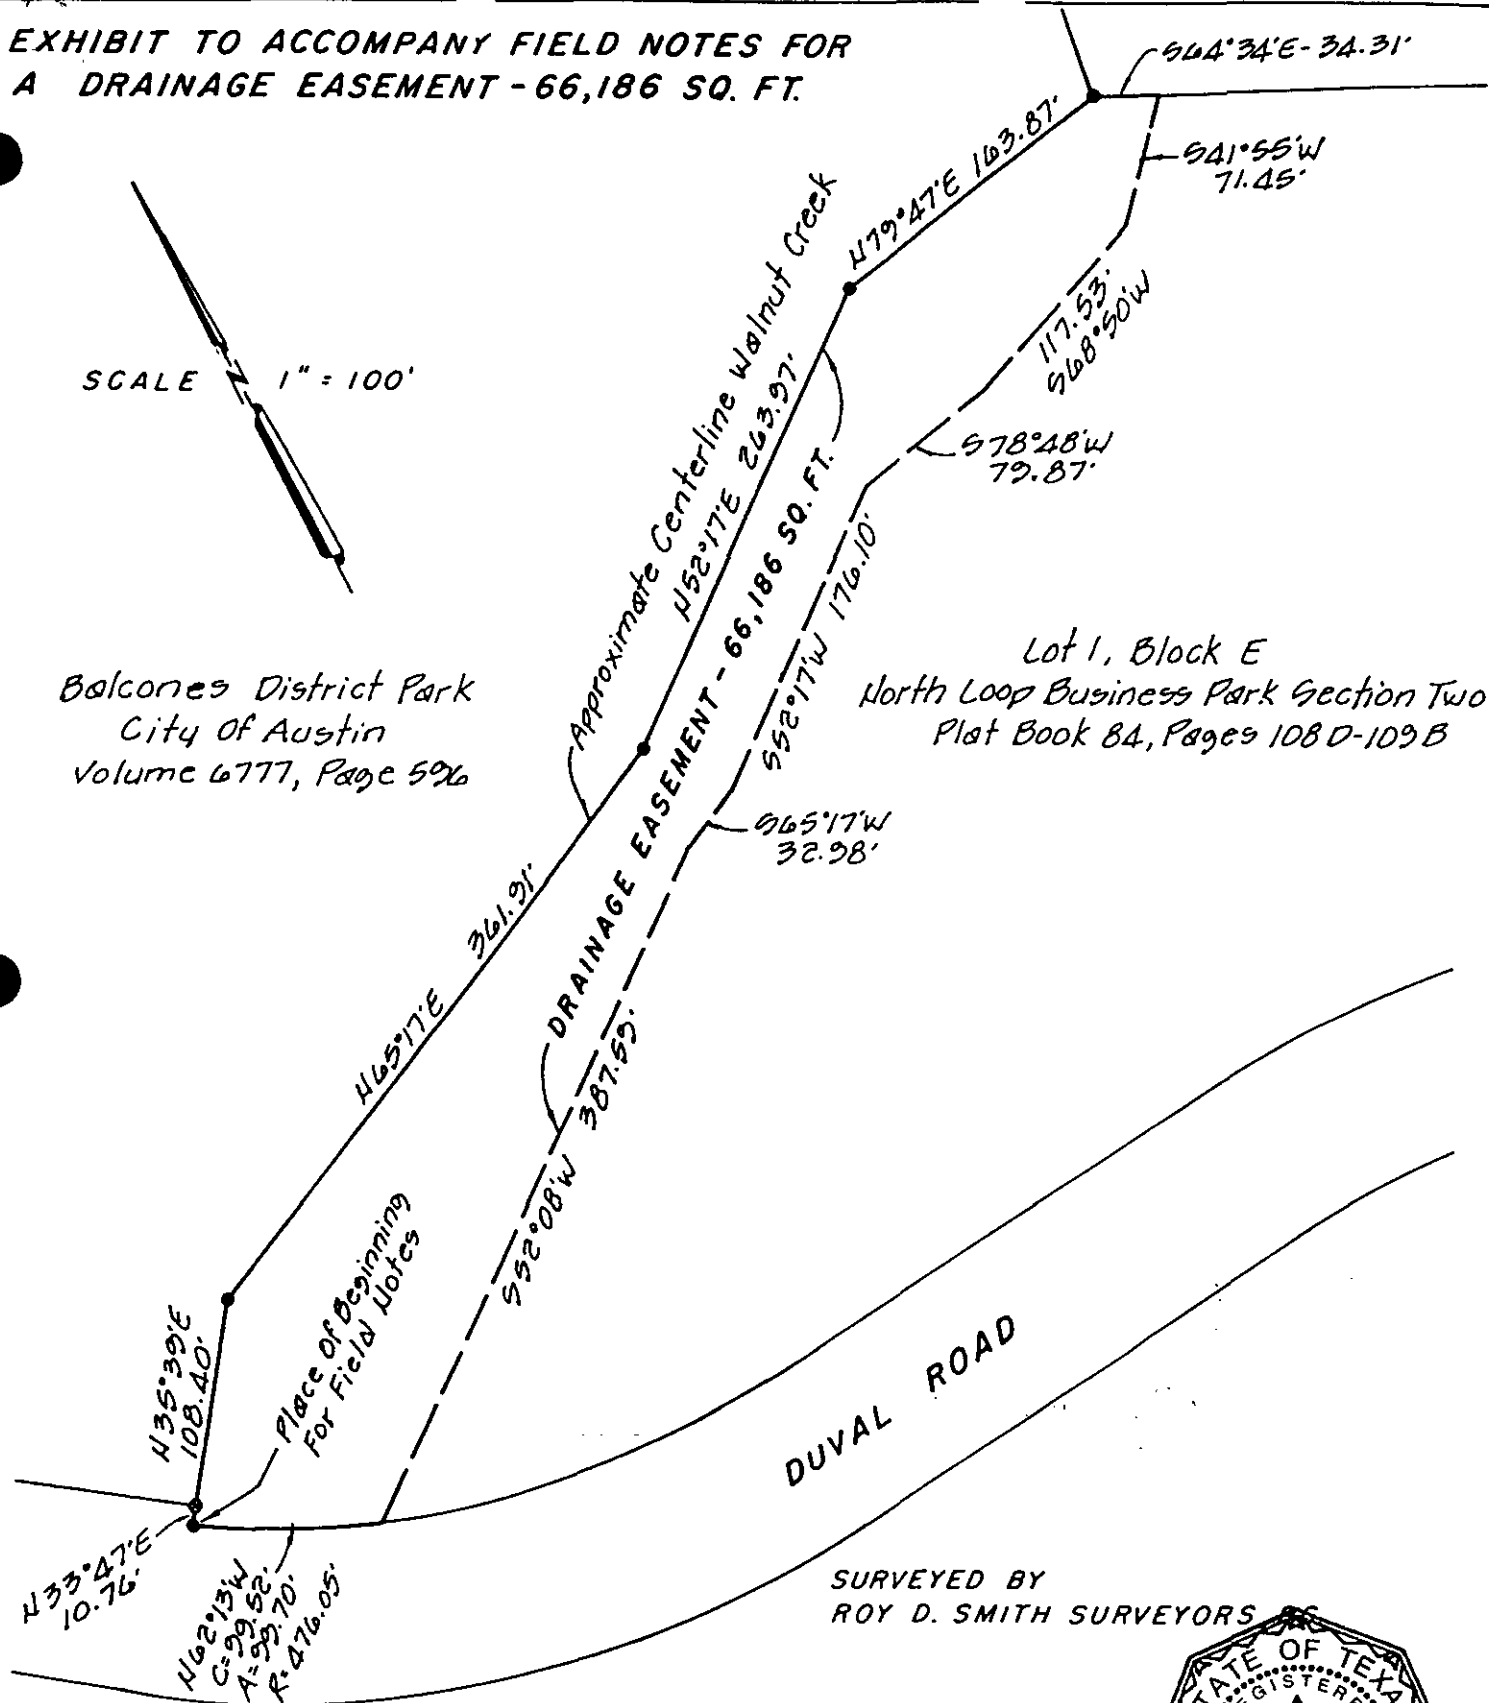 EXHIBIT TO ACCOMPANY FIELD NOTES FOR
A DRAINAGE EASEMENT - 66,186 SQ. FT.
S64°34'E - 34.31'
S41°55'W
71.45'
N79°47'E 163.87'
117.53'
S68°50'W
Approximate Centerline Walnut Creek
SCALE N 1" = 100'
N52°17'E 263.97'
S78°48'W
79.87'
DRAINAGE EASEMENT - 66,186 SQ. FT.
S52°17'W 176.10'
Balcones District Park
City Of Austin
Volume 6777, Page 596
Lot 1, Block E
North Loop Business Park Section Two
Plat Book 84, Pages 108D-109B
S65°17'W
32.98'
N65°17'E 361.91'
S52°08'W 387.59'
Place Of Beginning
For Field Notes
N35°39'E
108.40'
DUVAL ROAD
N33°47'E
10.76'
N62°13'W
C=99.52'
A=99.70'
R=476.05'
SURVEYED BY
ROY D. SMITH SURVEYORS
STATE OF TEXA
EGISTERE